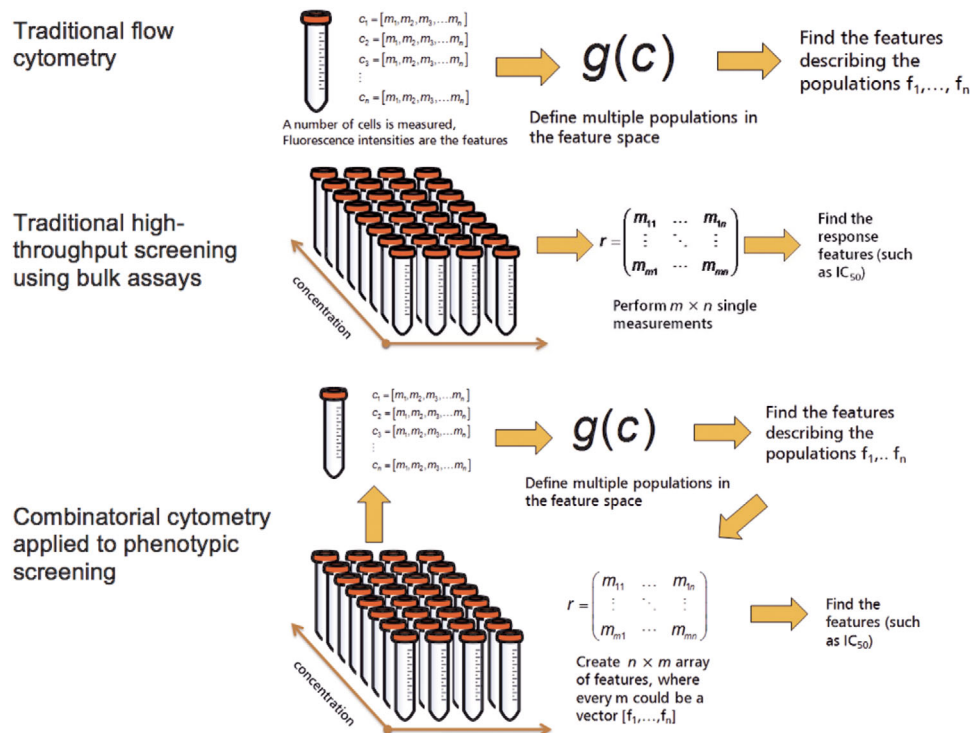 Traditional flow
cytometry
c₁ = [m₁, m₂, m₃, ...mₙ]
c₂ = [m₁, m₂, m₃, ...mₙ]
c₃ = [m₁, m₂, m₃, ...mₙ]
⋮
cₙ = [m₁, m₂, m₃, ...mₙ]
A number of cells is measured,
Fluorescence intensities are the features
g(c)
Define multiple populations in
the feature space
Find the features
describing the
populations f₁,..., fₙ
Traditional high-
throughput screening
using bulk assays
concentration
r =
m₁₁ ... m₁ₙ
⋮ ⋱ ⋮
mₘ₁ ⋯ mₘₙ
Perform m × n single
measurements
Find the
response
features (such
as IC₅₀)
Combinatorial cytometry
applied to phenotypic
screening
c₁ = [m₁, m₂, m₃, ...mₙ]
c₂ = [m₁, m₂, m₃, ...mₙ]
c₃ = [m₁, m₂, m₃, ...mₙ]
⋮
cₙ = [m₁, m₂, m₃, ...mₙ]
g(c)
Define multiple populations in
the feature space
Find the features
describing the
populations f₁,.. fₙ
concentration
r =
m₁₁ ... m₁ₙ
⋮ ⋱ ⋮
mₘ₁ ⋯ mₘₙ
Create n × m array
of features, where
every m could be a
vector [f₁,...,fₙ]
Find the
features (such
as IC₅₀)